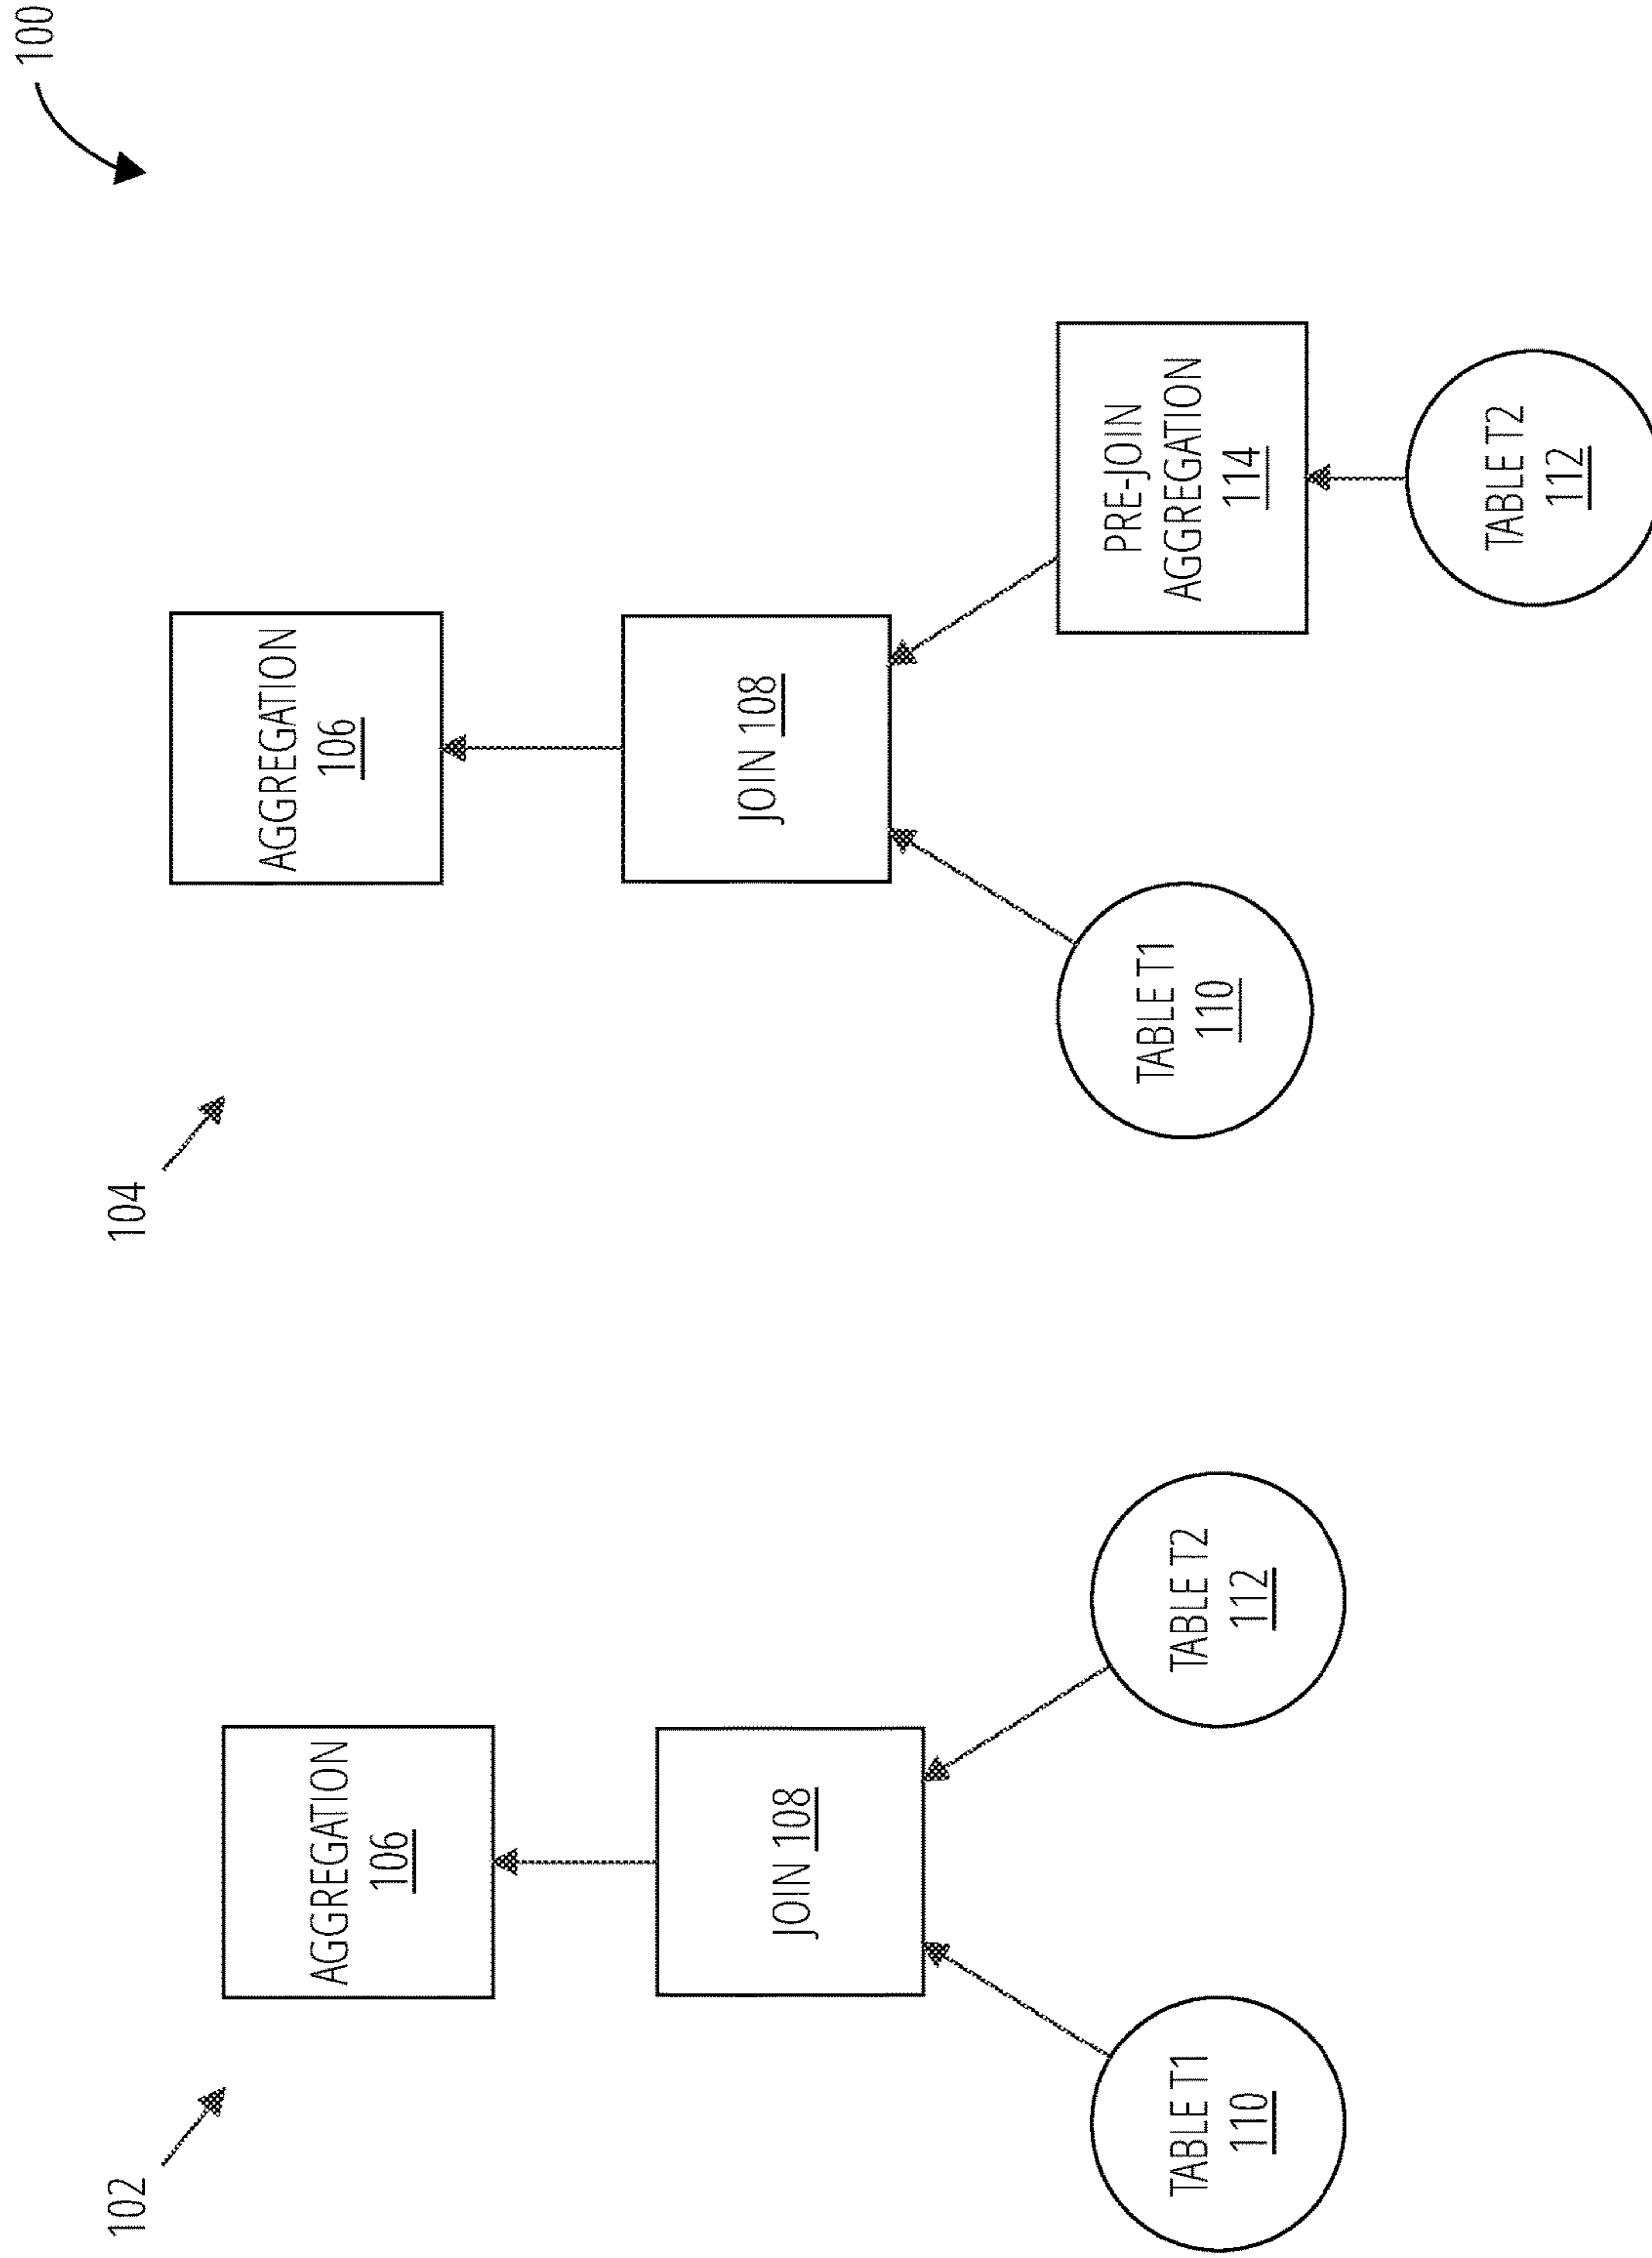 100
102
AGGREGATION
106
JOIN 108
TABLE T1
110
TABLE T2
112
104
AGGREGATION
106
JOIN 108
TABLE T1
110
PRE-JOIN
AGGREGATION
114
TABLE T2
112